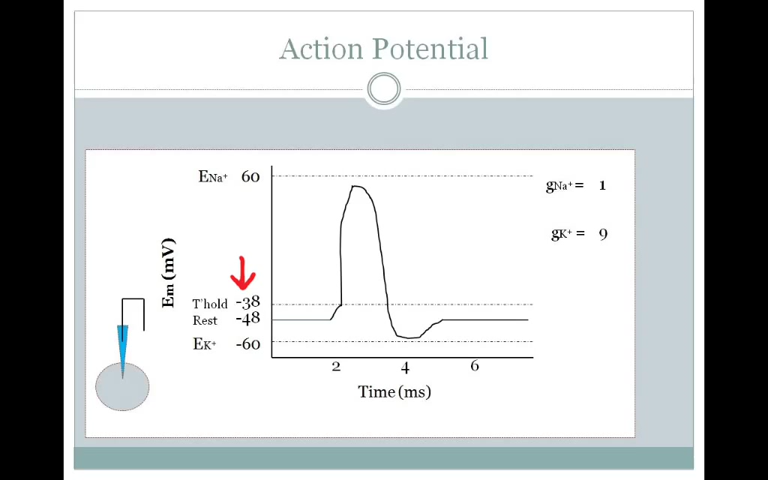 Action Potential
ENa+ 60
gNa+ = 1
gK+ = 9
Em (mV)
T'hold -38
Rest -48
EK+ -60
2 4 6
Time (ms)